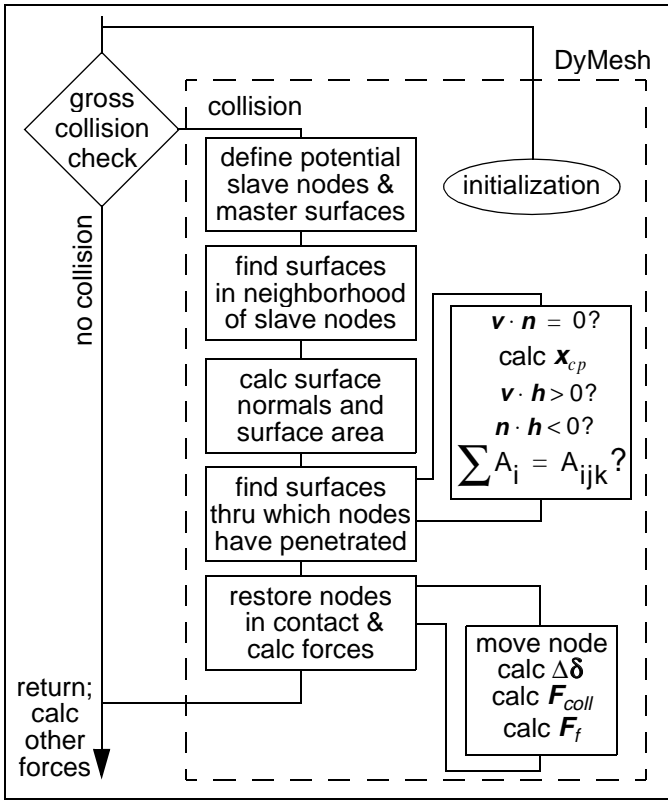 DyMesh
gross
collision
check
collision
define potential
slave nodes &
master surfaces
initialization
no collision
find surfaces
in neighborhood
of slave nodes
v · n = 0?
calc x_cp
v · h > 0?
n · h < 0?
∑ A_i = A_ijk?
calc surface
normals and
surface area
find surfaces
thru which nodes
have penetrated
restore nodes
in contact &
calc forces
move node
calc Δδ
calc F_coll
calc F_f
return;
calc
other
forces